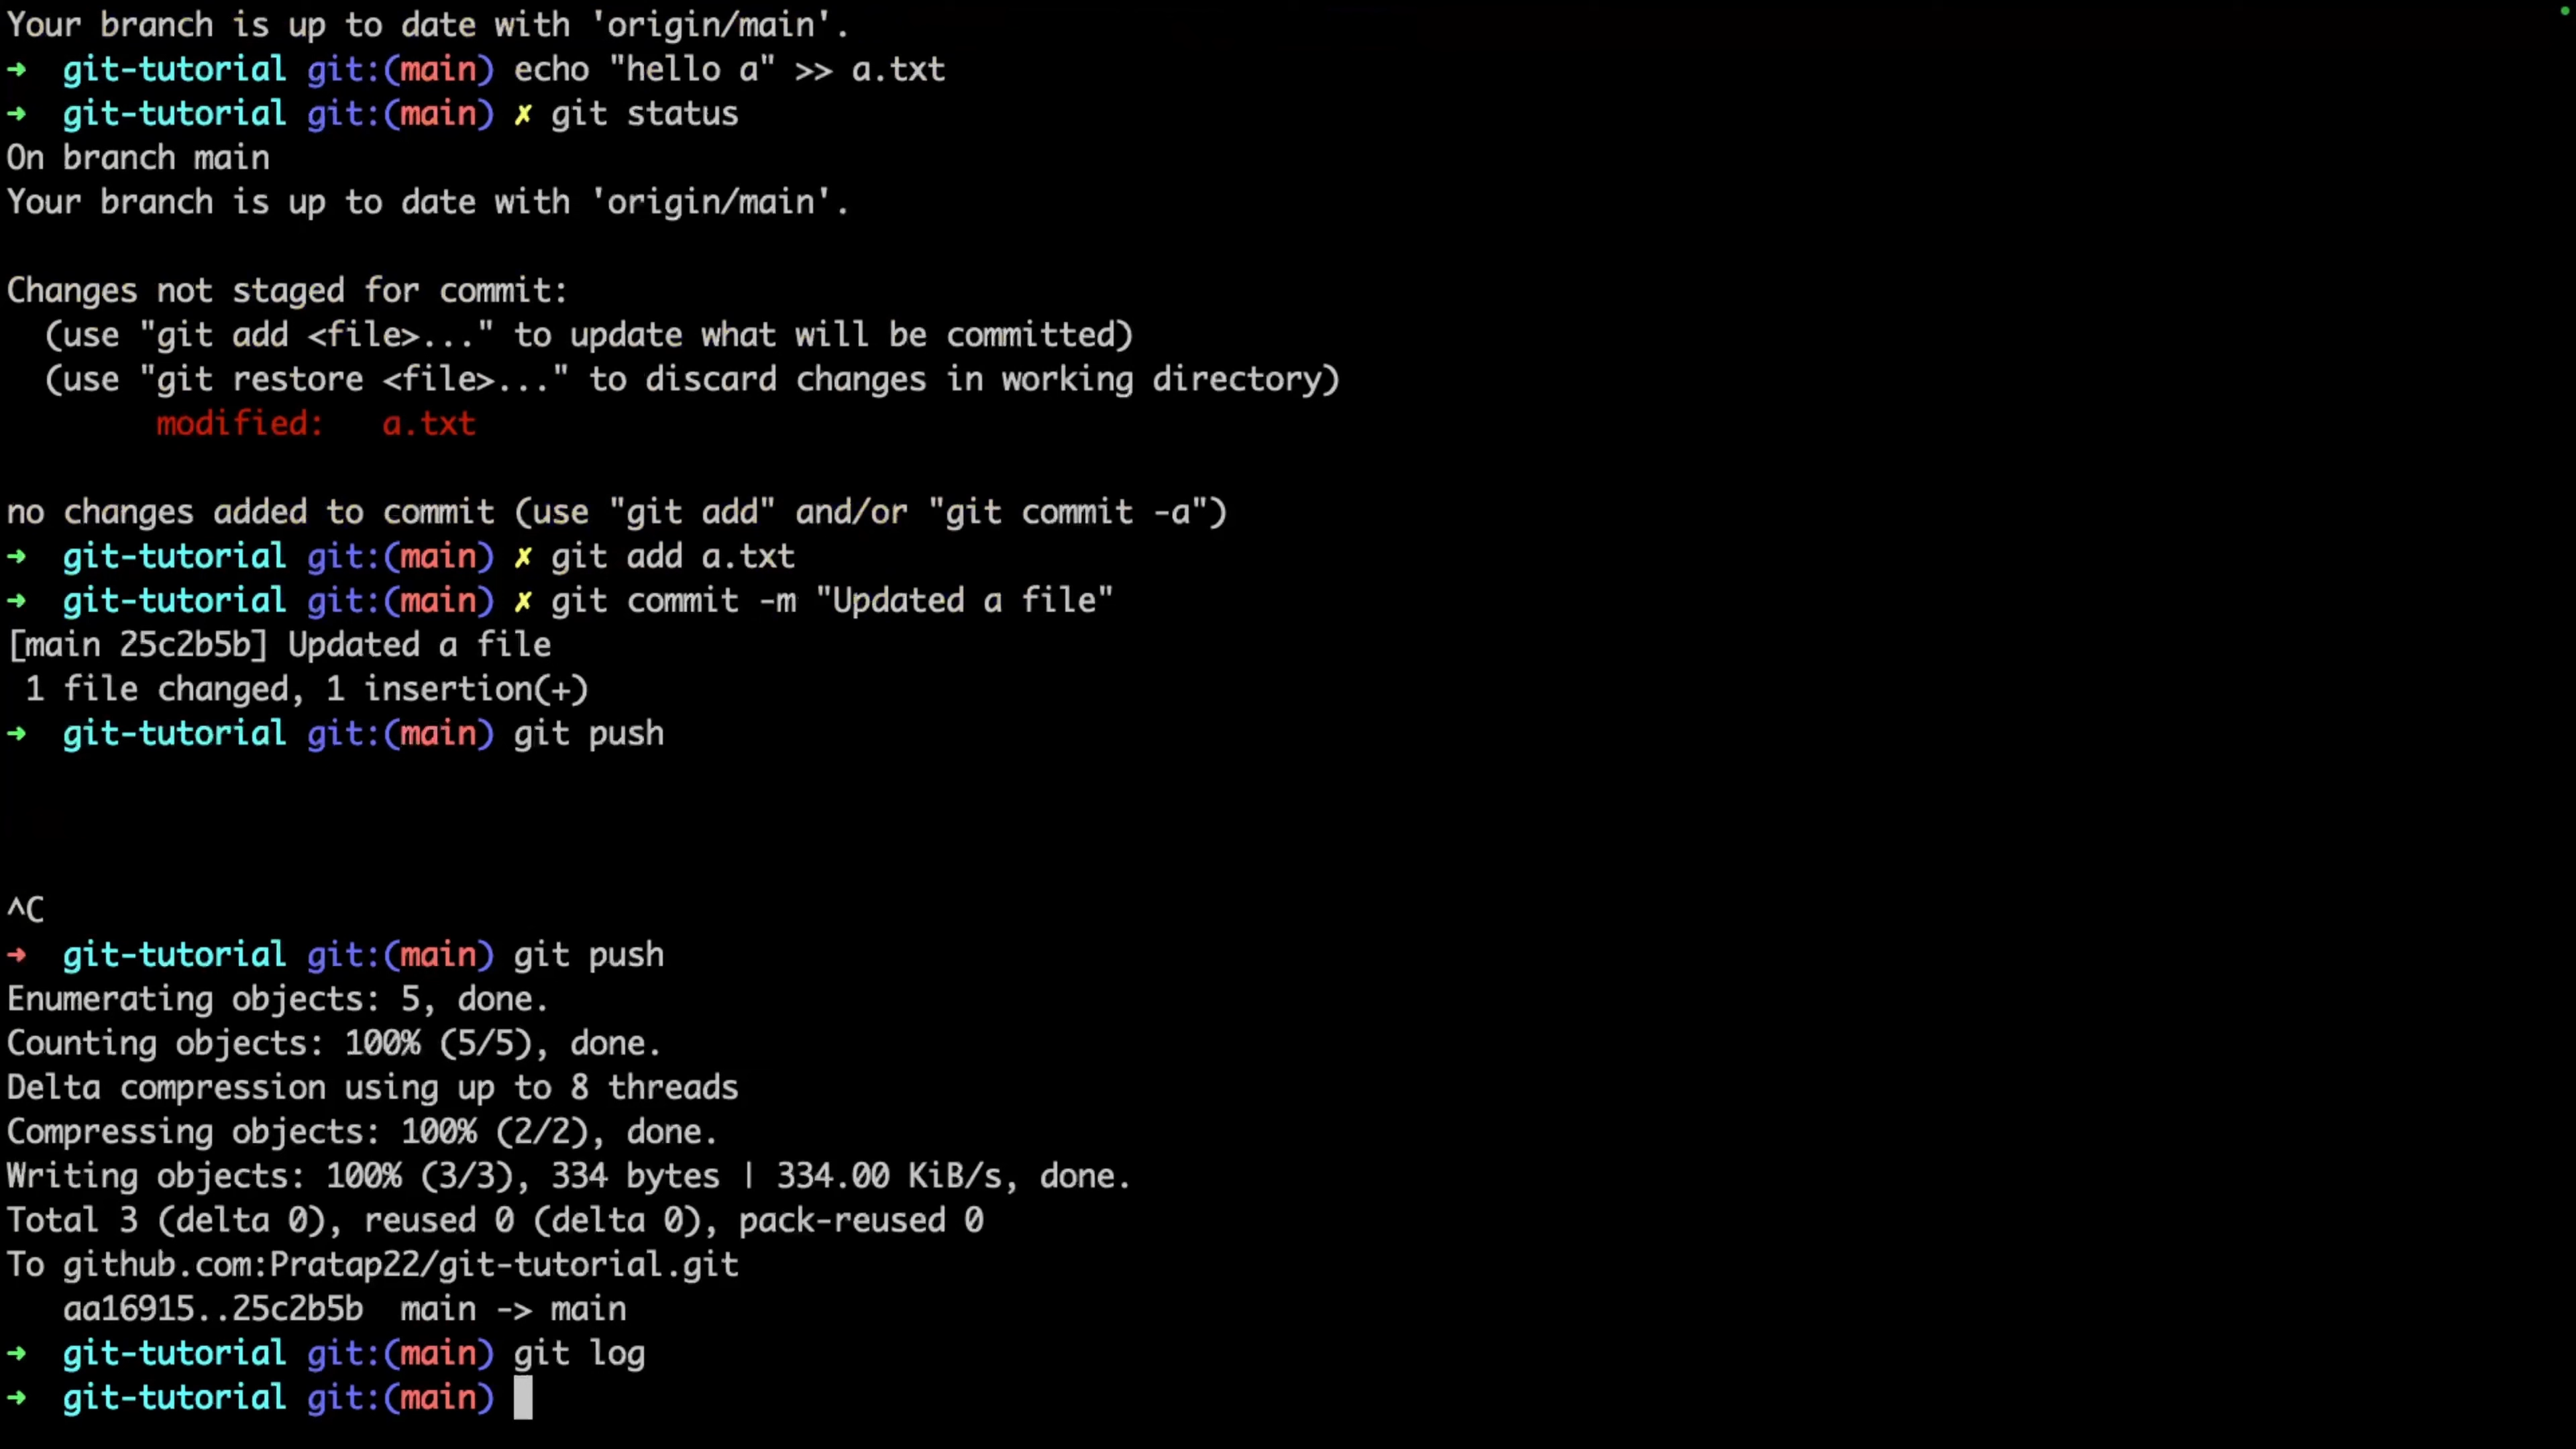 Your branch is up to date with 'origin/main'.
➜  git-tutorial git:(main) echo "hello a" >> a.txt
➜  git-tutorial git:(main) ✗ git status
On branch main
Your branch is up to date with 'origin/main'.
Changes not staged for commit:
  (use "git add <file>..." to update what will be committed)
  (use "git restore <file>..." to discard changes in working directory)
        modified:   a.txt
no changes added to commit (use "git add" and/or "git commit -a")
➜  git-tutorial git:(main) ✗ git add a.txt
➜  git-tutorial git:(main) ✗ git commit -m "Updated a file"
[main 25c2b5b] Updated a file
 1 file changed, 1 insertion(+)
➜  git-tutorial git:(main) git push
^C
➜  git-tutorial git:(main) git push
Enumerating objects: 5, done.
Counting objects: 100% (5/5), done.
Delta compression using up to 8 threads
Compressing objects: 100% (2/2), done.
Writing objects: 100% (3/3), 334 bytes | 334.00 KiB/s, done.
Total 3 (delta 0), reused 0 (delta 0), pack-reused 0
To github.com:Pratap22/git-tutorial.git
   aa16915..25c2b5b  main -> main
➜  git-tutorial git:(main) git log
➜  git-tutorial git:(main)